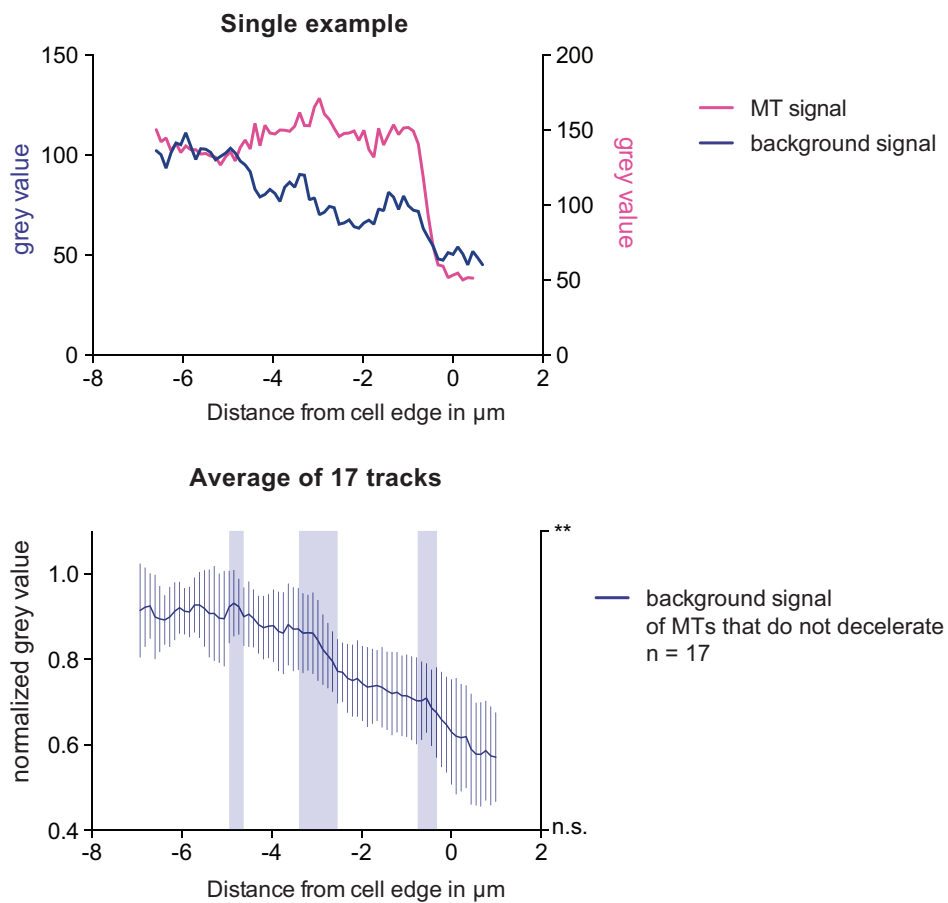 Single example
150
100
50
0
grey value
200
150
100
50
0
grey value
-8
-6
-4
-2
0
2
Distance from cell edge in µm
MT signal
background signal
Average of 17 tracks
1.0
0.8
0.6
0.4
normalized grey value
**
n.s.
-8
-6
-4
-2
0
2
Distance from cell edge in µm
background signal
of MTs that do not decelerate
n = 17